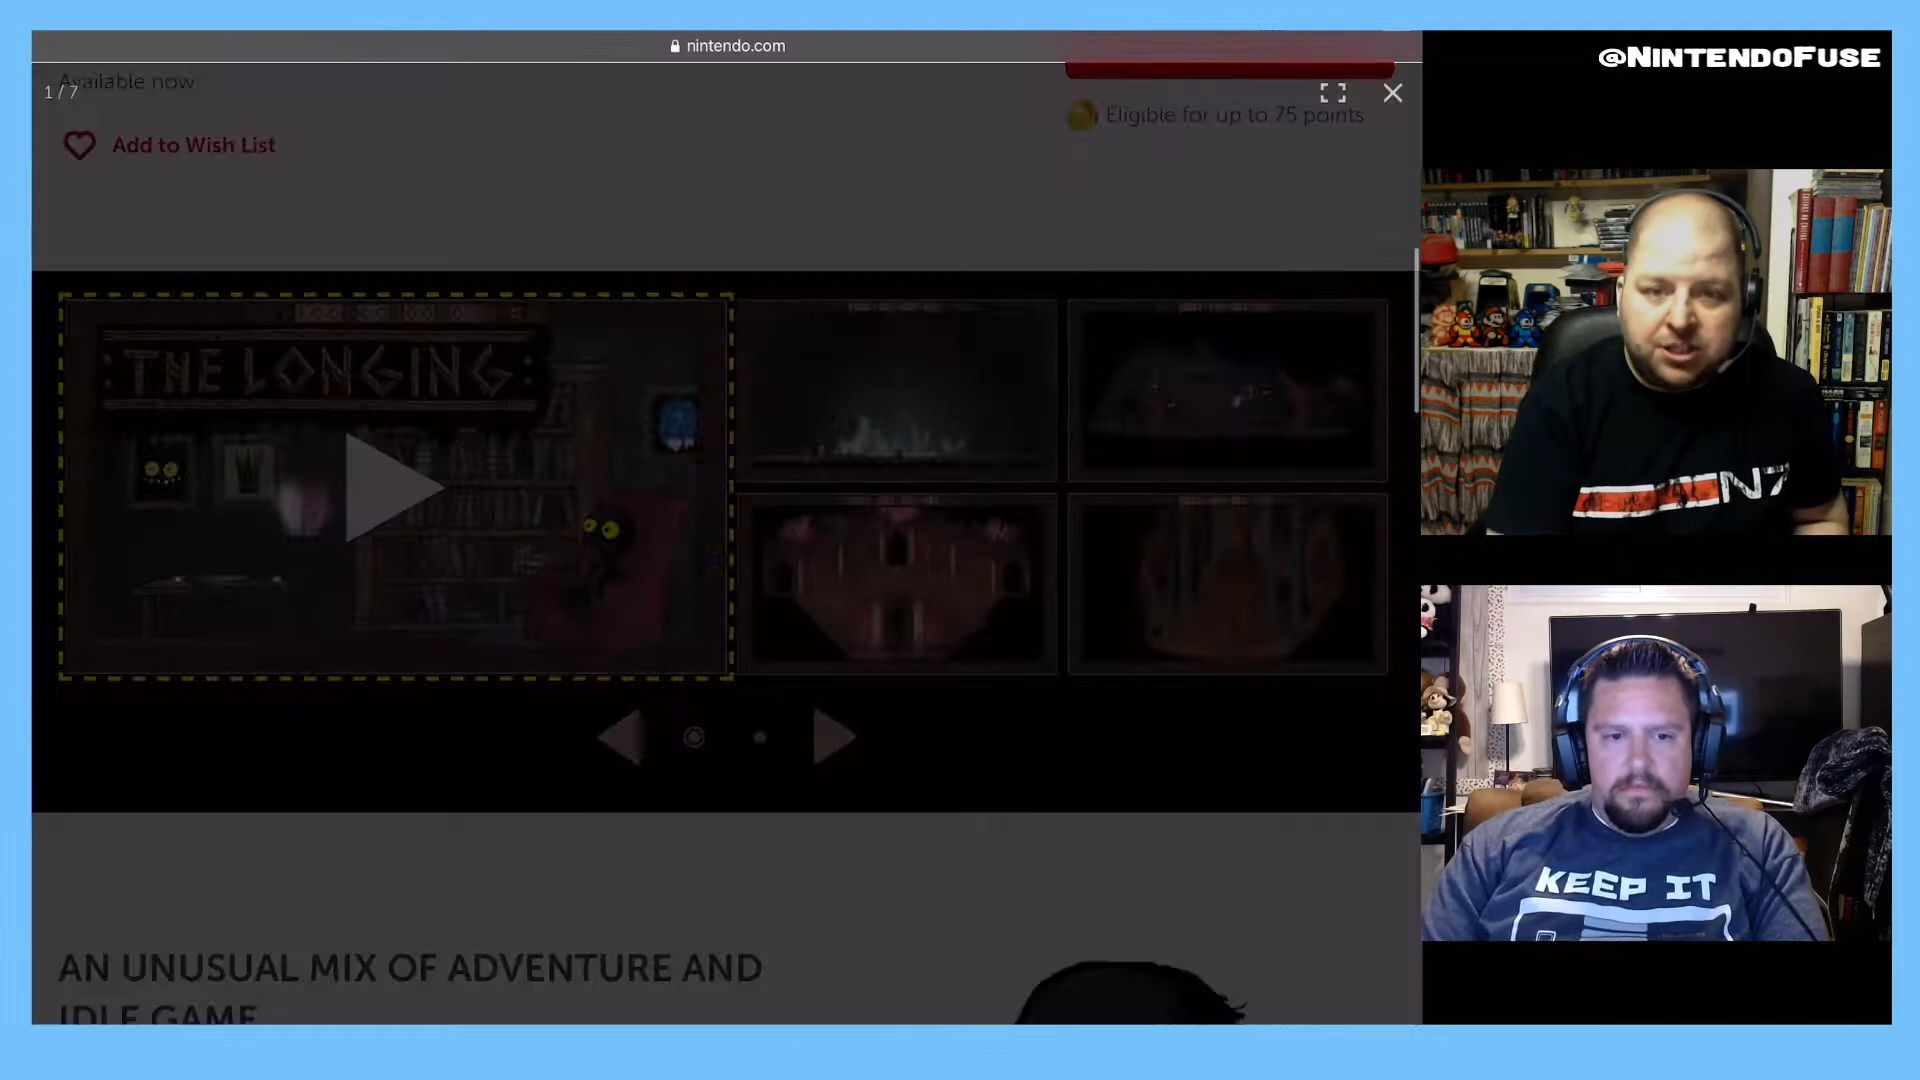 nintendo.com
@NintendoFuse
Available now
1 / 7
Eligible for up to 75 points
Add to Wish List
THE LONGING
N7
KEEP IT
AN UNUSUAL MIX OF ADVENTURE AND
IDLE GAME